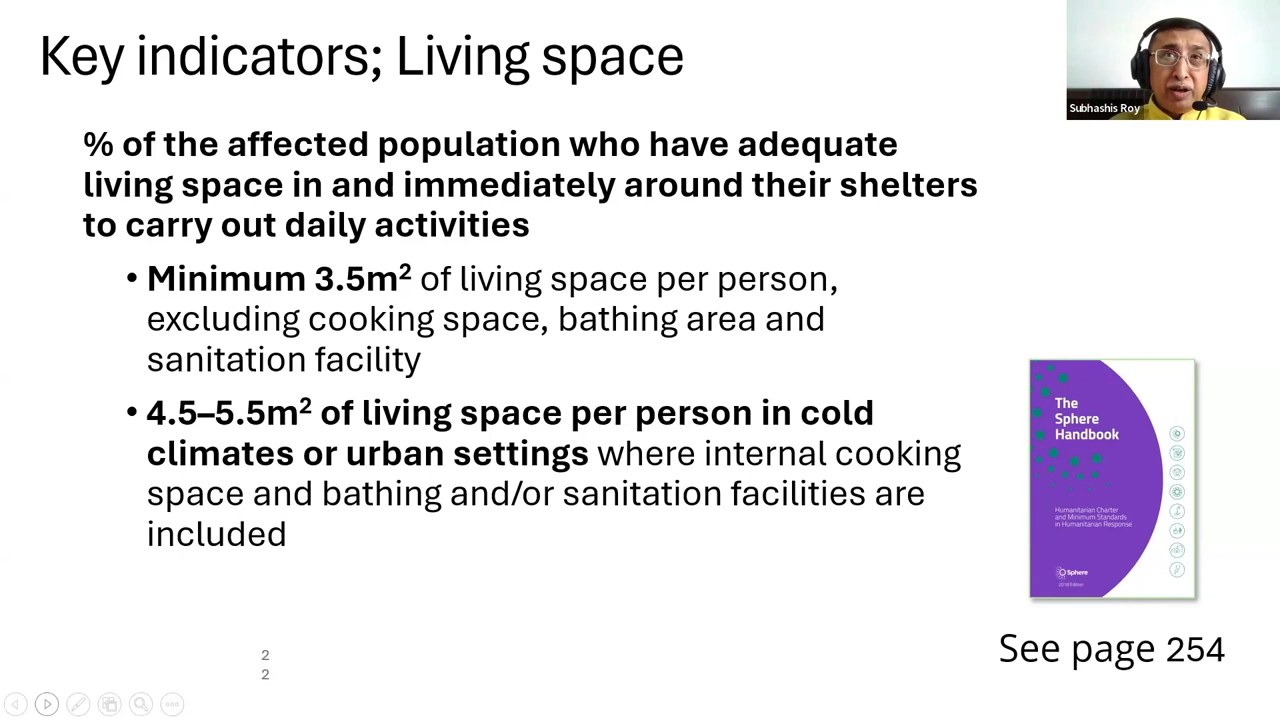 Key indicators; Living space
Subhashis Roy
% of the affected population who have adequate
living space in and immediately around their shelters
to carry out daily activities
• Minimum 3.5m² of living space per person,
excluding cooking space, bathing area and
sanitation facility
• 4.5–5.5m² of living space per person in cold
climates or urban settings where internal cooking
space and bathing and/or sanitation facilities are
included
The
Sphere
Handbook
Humanitarian Charter
and Minimum Standards
in Humanitarian Response
Sphere
2018 Edition
See page 254
2
2